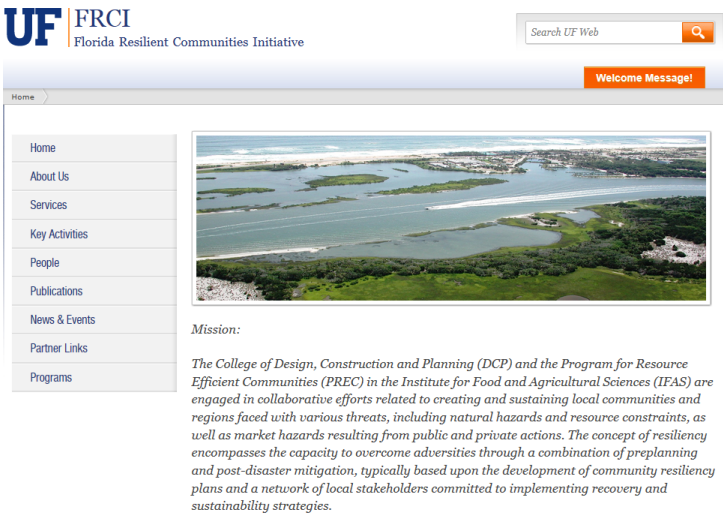 UF FRCI
Florida Resilient Communities Initiative
Search UF Web
Welcome Message!
Home
Home
About Us
Services
Key Activities
People
Publications
News & Events
Partner Links
Programs
Mission:
The College of Design, Construction and Planning (DCP) and the Program for Resource
Efficient Communities (PREC) in the Institute for Food and Agricultural Sciences (IFAS) are
engaged in collaborative efforts related to creating and sustaining local communities and
regions faced with various threats, including natural hazards and resource constraints, as
well as market hazards resulting from public and private actions. The concept of resiliency
encompasses the capacity to overcome adversities through a combination of preplanning
and post-disaster mitigation, typically based upon the development of community resiliency
plans and a network of local stakeholders committed to implementing recovery and
sustainability strategies.